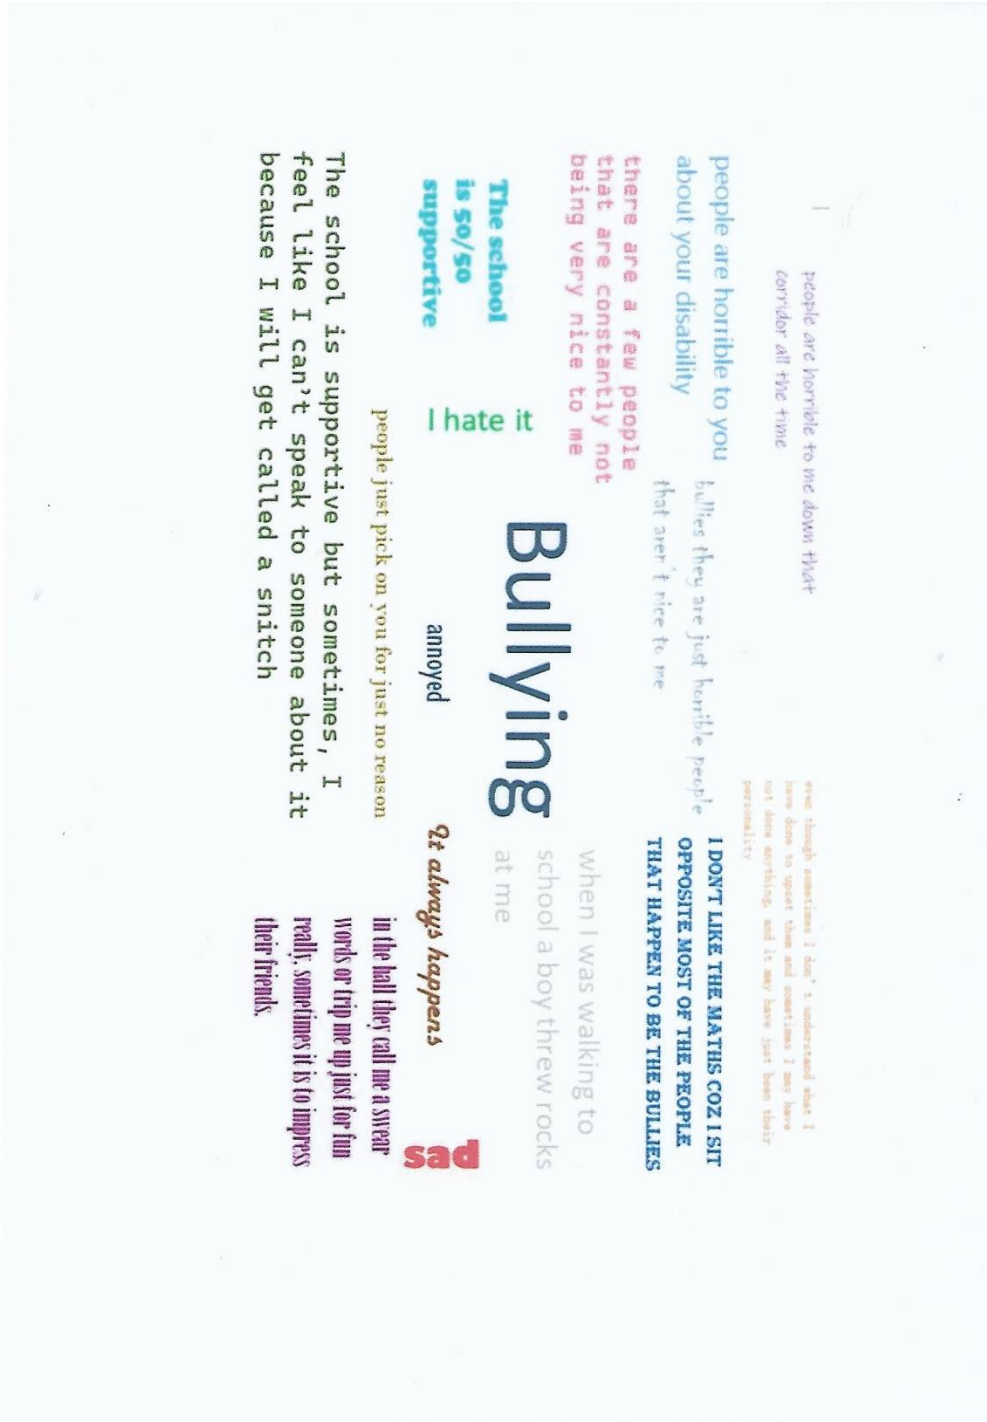 people are horrible to me down that
corridor all the time
even though sometimes I don't understand what I
have done to upset them and sometimes I may have
not done anything, and it may have just been their
personality
people are horrible to you
about your disability
bullies they are just horrible people
that aren't nice to me
I DON'T LIKE THE MATHS COZ I SIT
OPPOSITE MOST OF THE PEOPLE
THAT HAPPEN TO BE THE BULLIES
there are a few people
that are constantly not
being very nice to me
when I was walking to
school a boy threw rocks
at me
Bullying
The school
is 50/50
supportive
I hate it
annoyed
It always happens
sad
people just pick on you for just no reason
in the hall they call me a swear
words or trip me up just for fun
really, sometimes it is to impress
their friends.
The school is supportive but sometimes, I
feel like I can't speak to someone about it
because I will get called a snitch